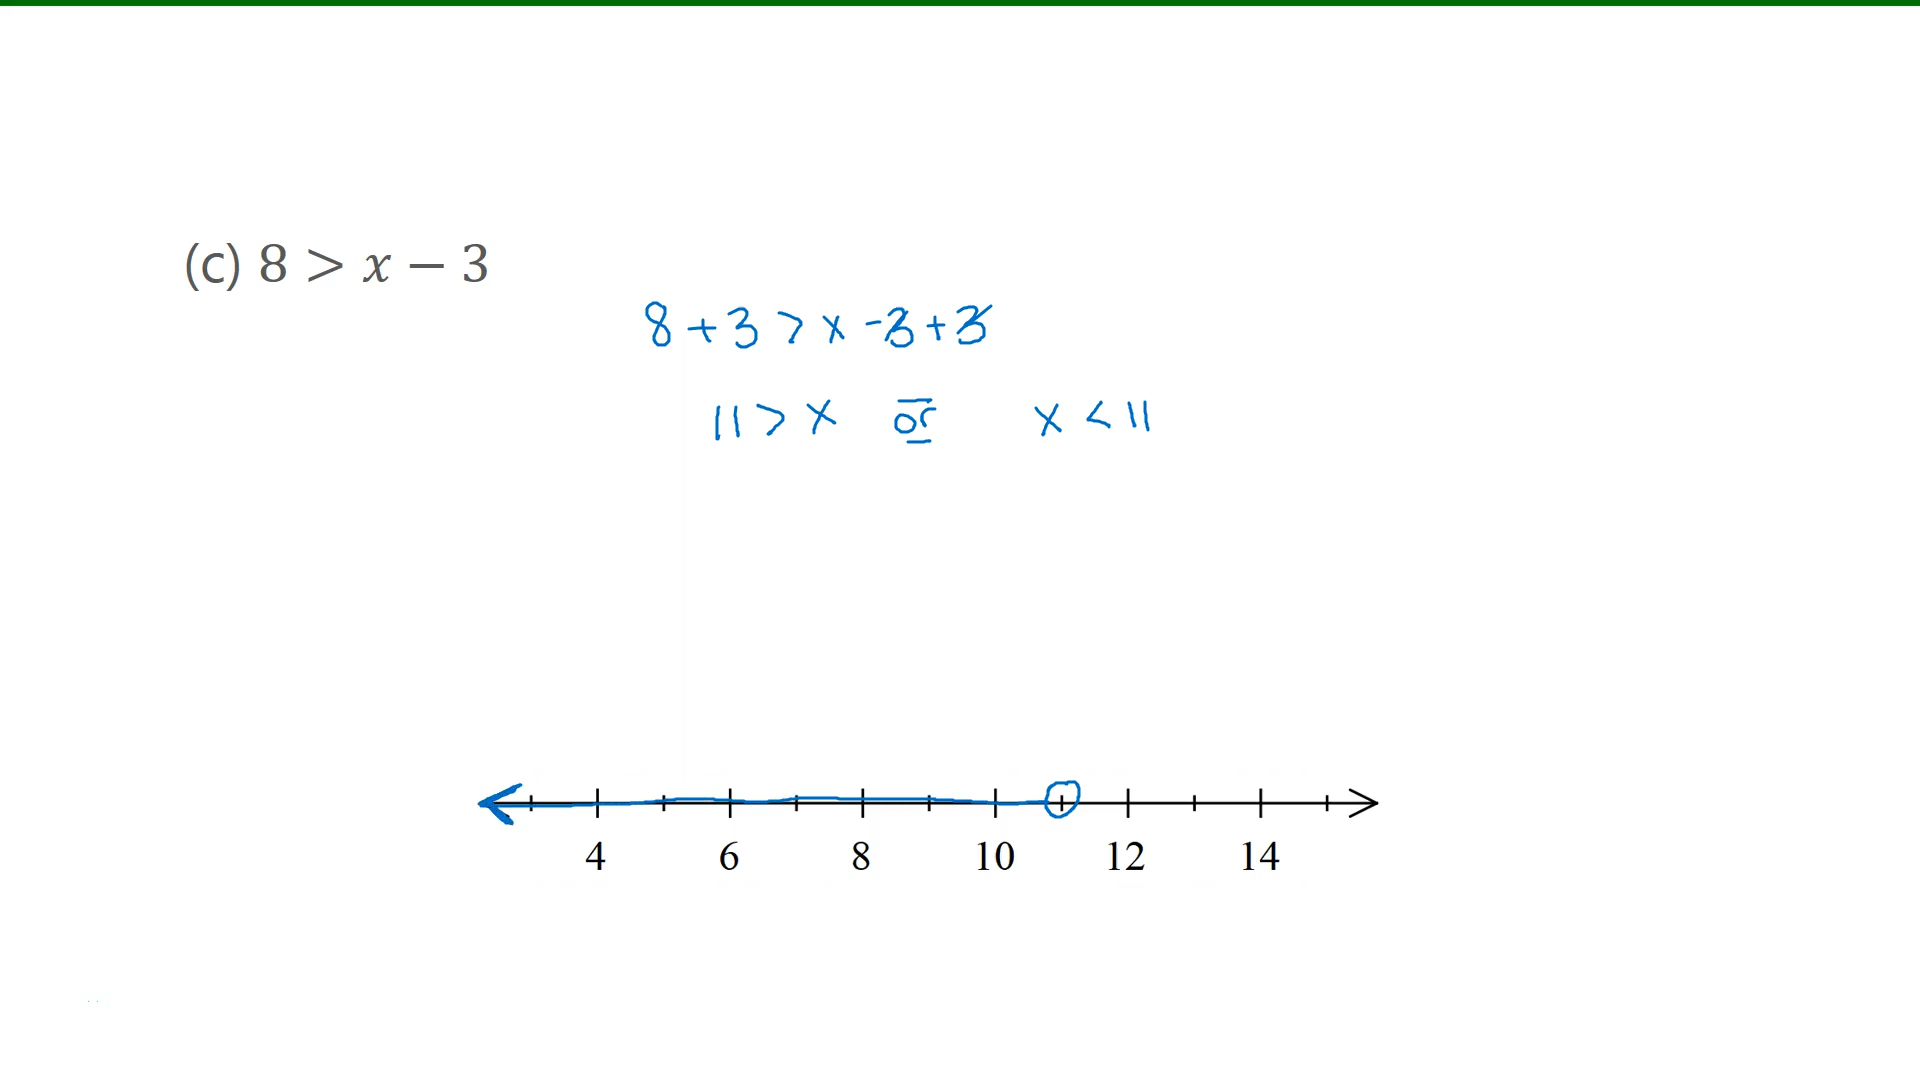 (c) 8 > x − 3
8 + 3 > x - 3 + 3
11 > x or x < 11
4 6 8 10 12 14